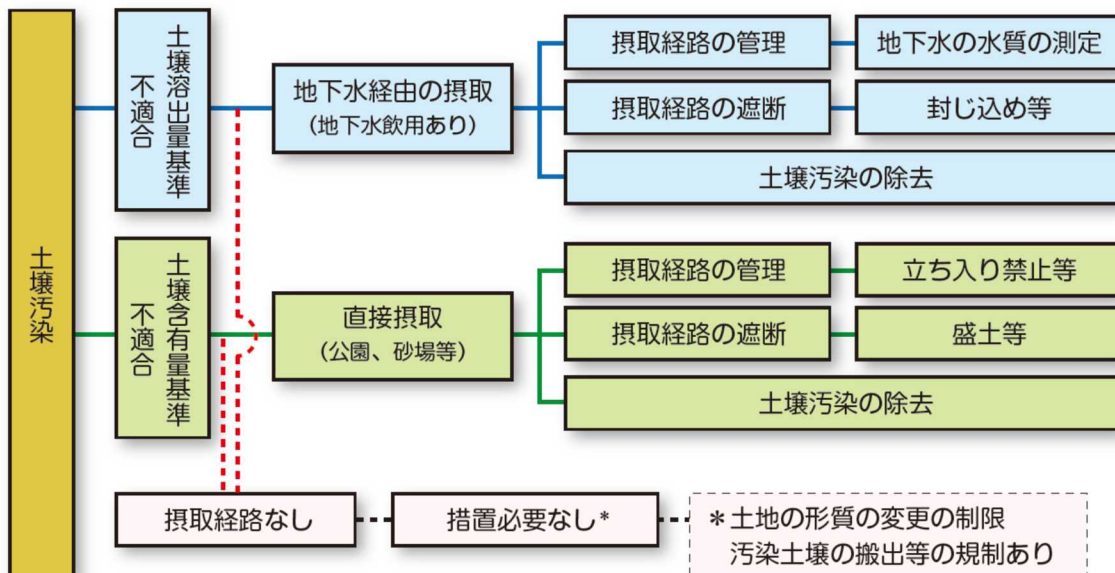 土壌汚染
土壌溶出量基準
不適合
地下水経由の摂取
(地下水飲用あり)
摂取経路の管理
地下水の水質の測定
摂取経路の遮断
封じ込め等
土壌汚染の除去
土壌含有量基準
不適合
直接摂取
(公園、砂場等)
摂取経路の管理
立ち入り禁止等
摂取経路の遮断
盛土等
土壌汚染の除去
摂取経路なし
措置必要なし*
*土地の形質の変更の制限
汚染土壌の搬出等の規制あり